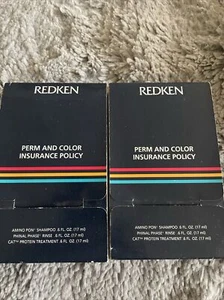 REDKEN
PERM AND COLOR
INSURANCE POLICY
AMINO PON SHAMPOO .6 FL. OZ. (17 ml)
PHINAL PHASE RINSE .6 FL. OZ. (17 ml)
CAT™ PROTEIN TREATMENT .6 FL. OZ. (17 ml)
REDKEN
PERM AND COLOR
INSURANCE POLICY
AMINO PON SHAMPOO .6 FL. OZ. (17 ml)
PHINAL PHASE RINSE .6 FL. OZ. (17 ml)
CAT™ PROTEIN TREATMENT .6 FL. OZ. (17 ml)